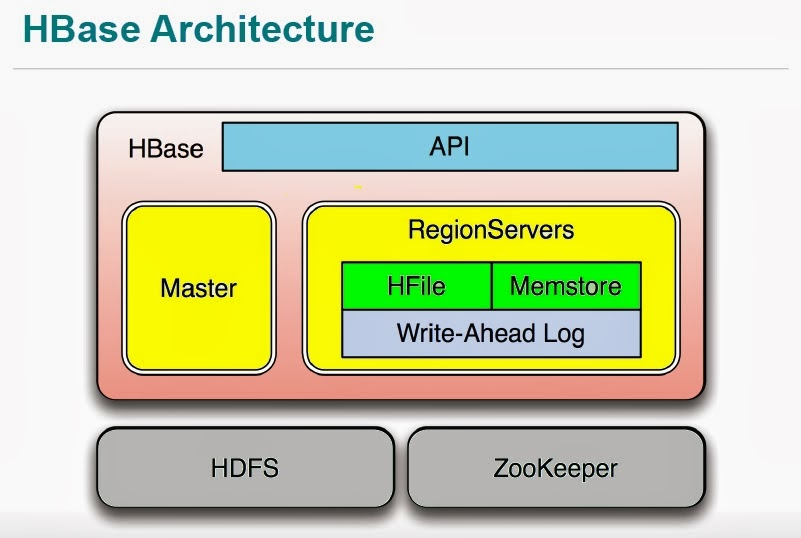 HBase Architecture
HBase
API
Master
RegionServers
HFile
Memstore
Write-Ahead Log
HDFS
ZooKeeper